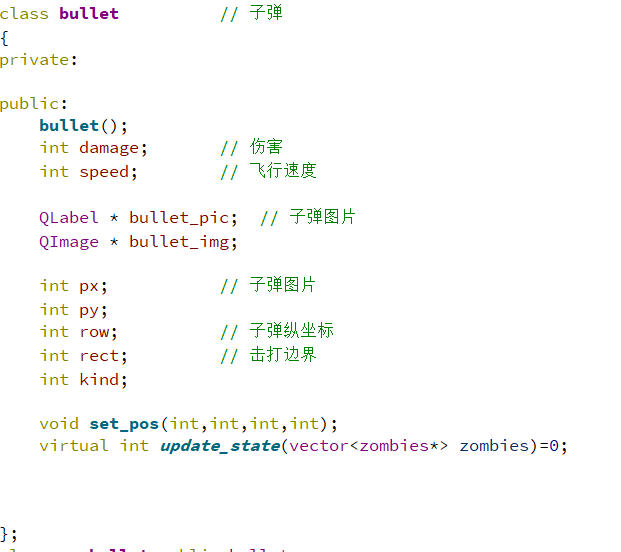 class bullet          // 子弹
{
private:
public:
    bullet();
    int damage;       // 伤害
    int speed;        // 飞行速度
    QLabel * bullet_pic;  // 子弹图片
    QImage * bullet_img;
    int px;           // 子弹图片
    int py;
    int row;          // 子弹纵坐标
    int rect;         // 击打边界
    int kind;
    void set_pos(int,int,int,int);
    virtual int update_state(vector<zombies*> zombies)=0;
};